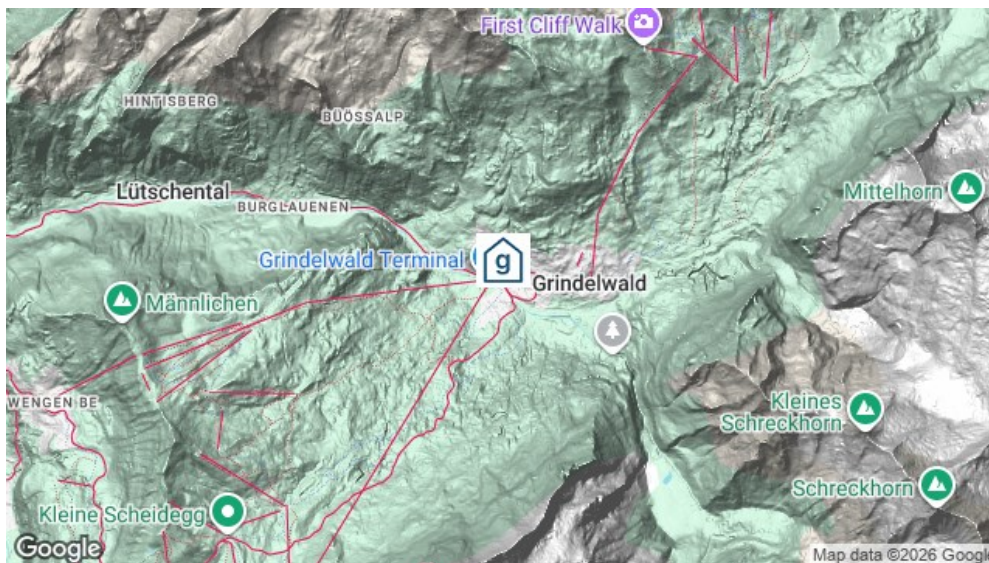 First Cliff Walk
HINTISBERG
BÜÖSSALP
Lütschental
BURGLAUENEN
Mittelhorn
Grindelwald Terminal
g
Grindelwald
Männlichen
WENGEN BE
Kleines
Schreckhorn
Schreckhorn
Kleine Scheidegg
Google
Map data ©2026 Google